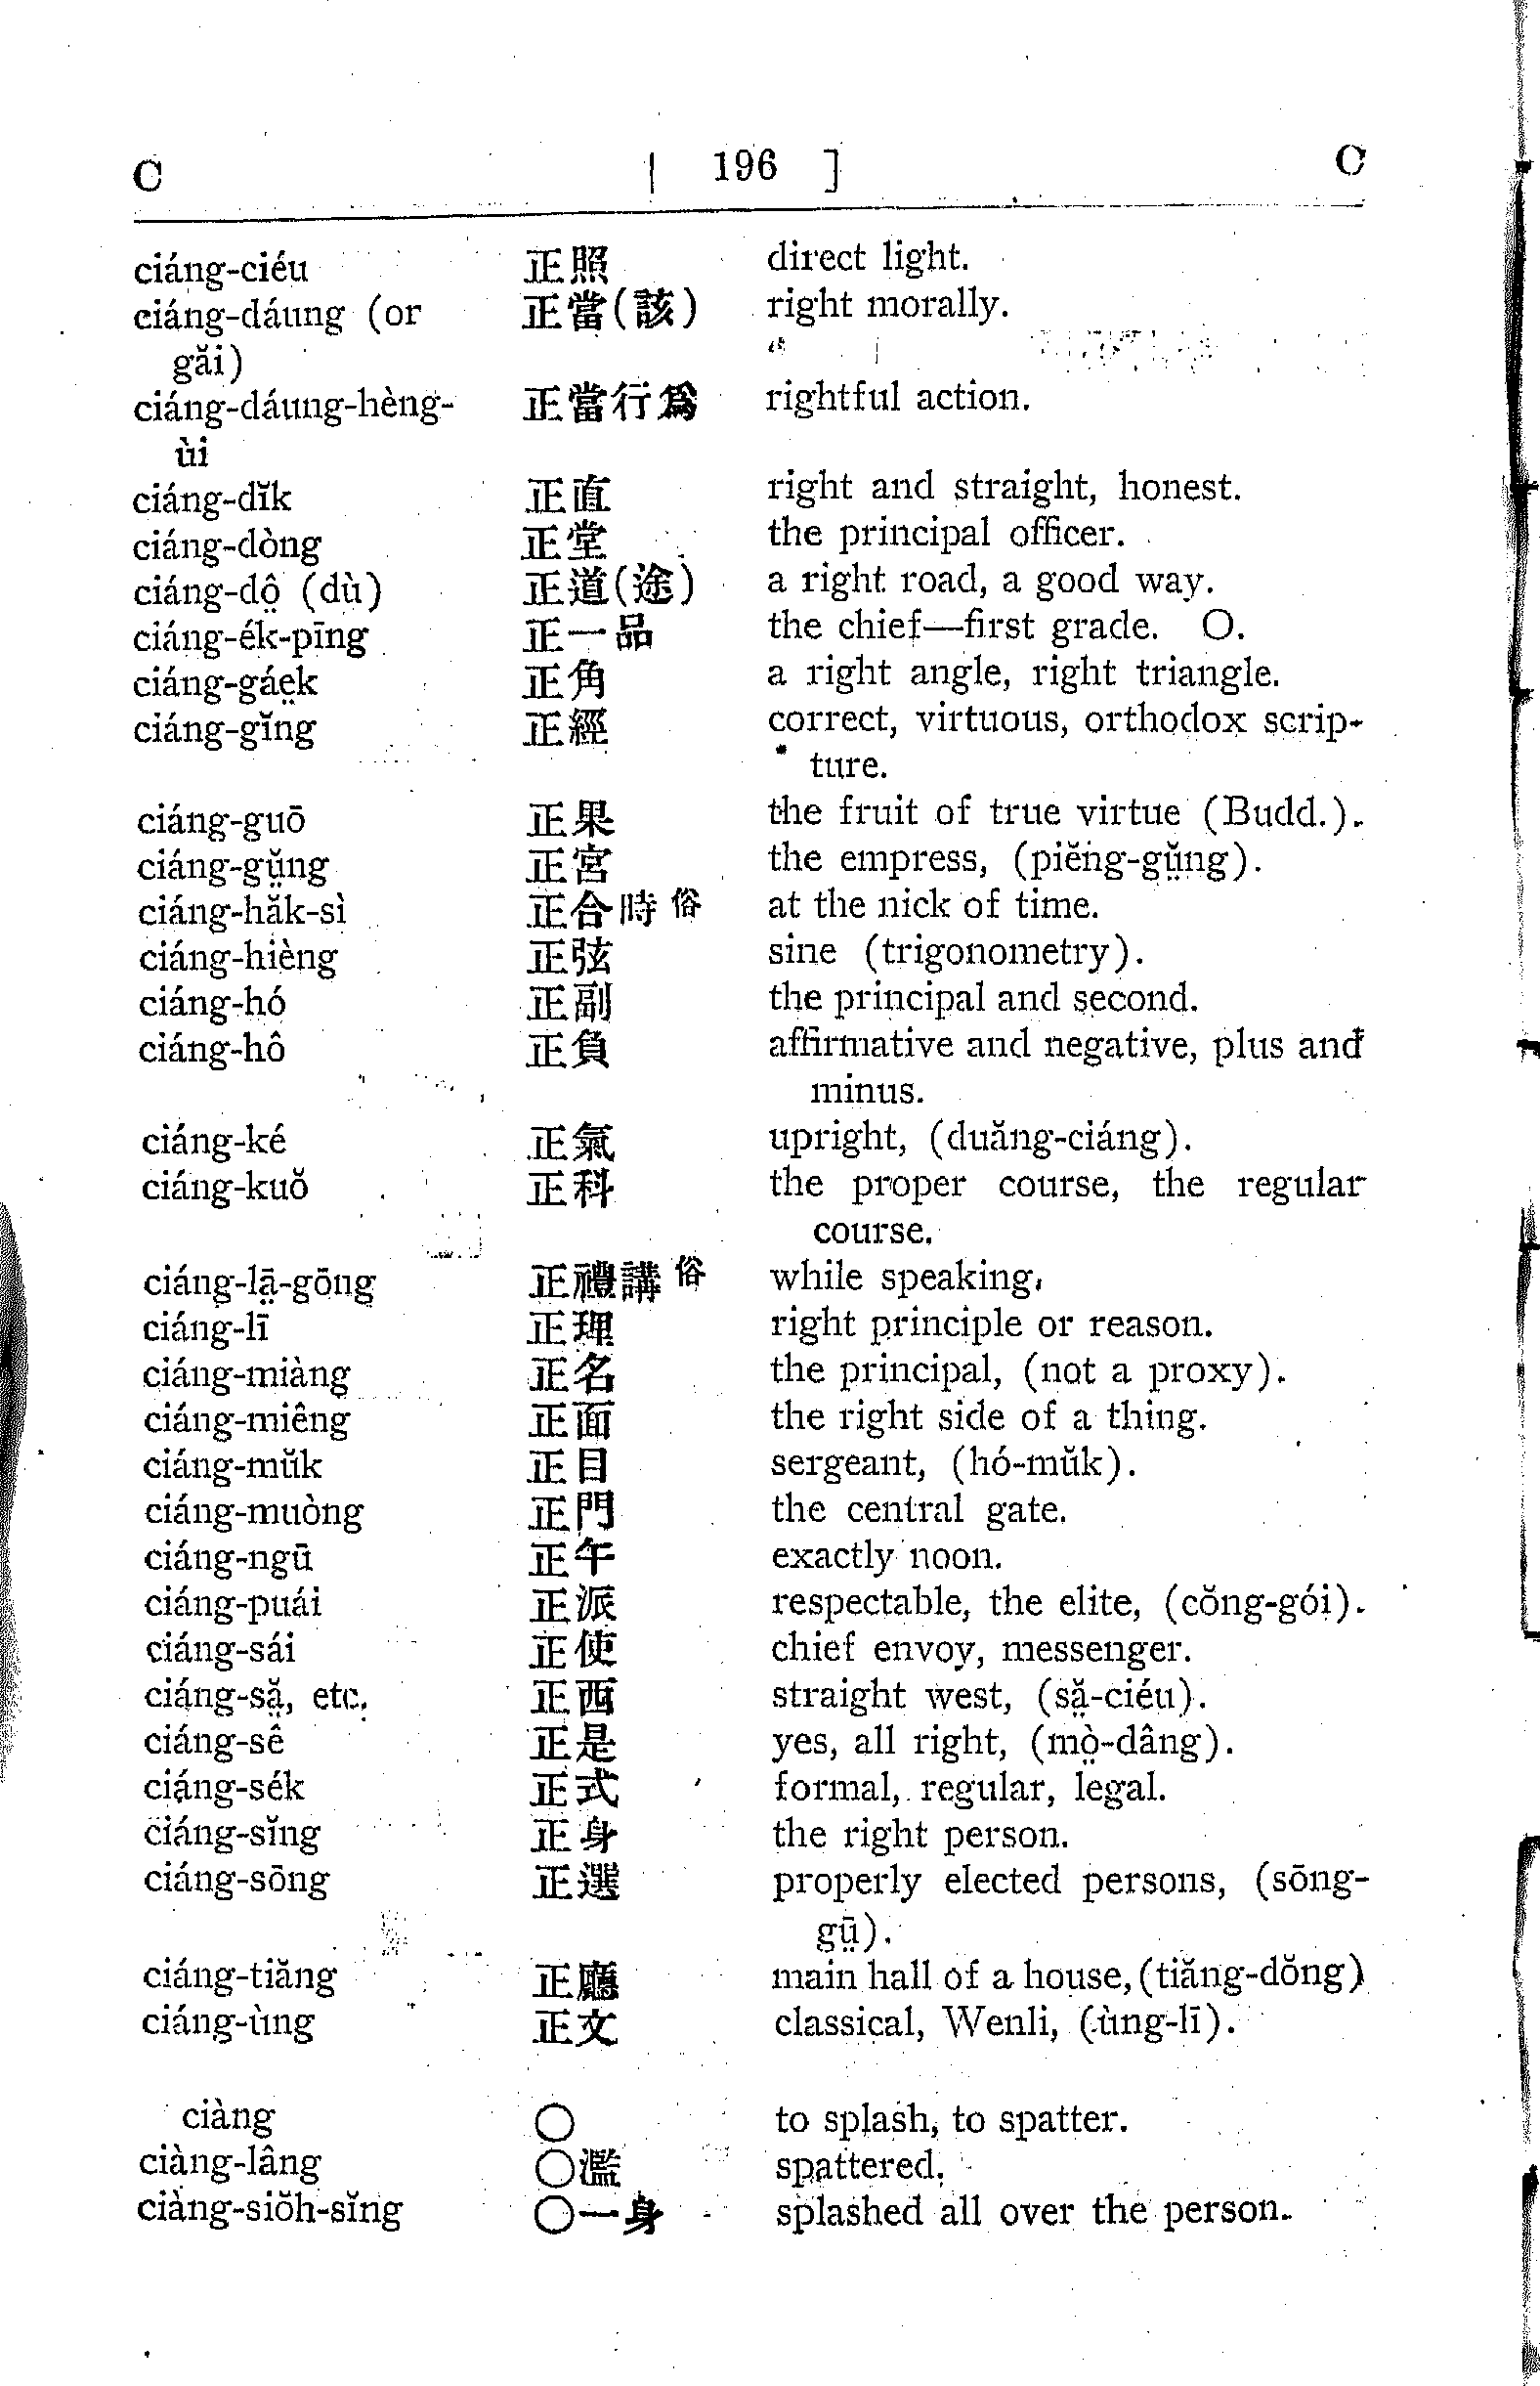 C [ 196 ] C
ciáng-ciéu 正照 direct light.
ciáng-dáung (or 正當(該) right morally.
găi)
ciáng-dáung-hèng- 正當行爲 rightful action.
ùi
ciáng-dĭk 正直 right and straight, honest.
ciáng-dòng 正堂 the principal officer.
ciáng-dô̤ (dù) 正道(途) a right road, a good way.
ciáng-ék-pīng 正一品 the chief—first grade. O.
ciáng-gáe̤k 正角 a right angle, right triangle.
ciáng-gĭng 正經 correct, virtuous, orthodox scrip-
ture.
ciáng-guō 正果 the fruit of true virtue (Budd.).
ciáng-gṳ̆ng 正宮 the empress, (piĕng-gṳ̆ng).
ciáng-hăk-sì 正合時俗 at the nick of time.
ciáng-hièng 正弦 sine (trigonometry).
ciáng-hó 正副 the principal and second.
ciáng-hô 正負 affirmative and negative, plus and
minus.
ciáng-ké 正氣 upright, (duăng-ciáng).
ciáng-kuŏ 正科 the proper course, the regular
course.
ciáng-lā̤-gōng 正禮講俗 while speaking.
ciáng-lī 正理 right principle or reason.
ciáng-miàng 正名 the principal, (not a proxy).
ciáng-miêng 正面 the right side of a thing.
ciáng-mŭk 正目 sergeant, (hó-mŭk).
ciáng-muòng 正門 the central gate.
ciáng-ngū 正午 exactly noon.
ciáng-puái 正派 respectable, the elite, (cŏng-gói).
ciáng-sái 正使 chief envoy, messenger.
ciáng-să̤, etc. 正西 straight west, (să̤-ciéu).
ciáng-sê 正是 yes, all right, (mò̤-dâng).
ciáng-sék 正式 formal, regular, legal.
ciáng-sĭng 正身 the right person.
ciáng-sōng 正選 properly elected persons, (sōng-
gṳ̄).
ciáng-tiăng 正廳 main hall of a house, (tiăng-dŏng)
ciáng-ùng 正文 classical, Wenli, (ùng-lī).
ciàng ○ to splash, to spatter.
ciàng-lâng ○濫 spattered.
ciàng-siŏh-sĭng ○一身 splashed all over the person.